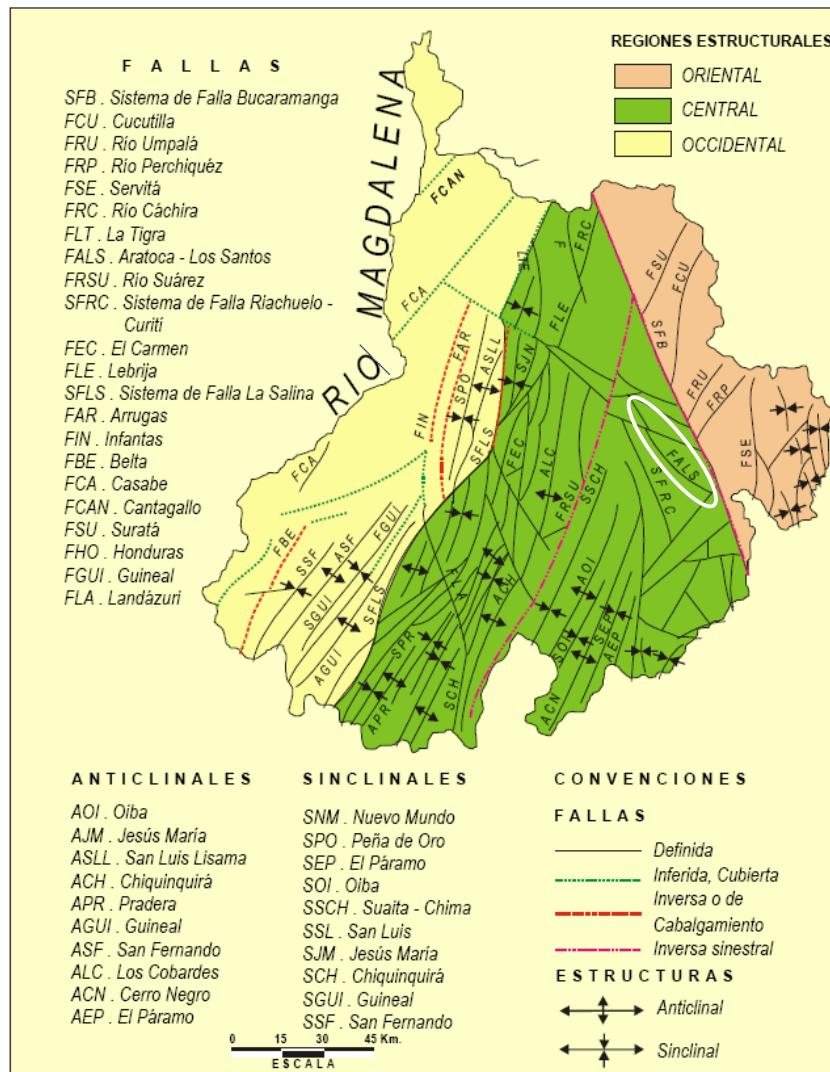 F A L L A S
SFB . Sistema de Falla Bucaramanga
FCU . Cucutilla
FRU . Río Umpalá
FRP . Río Perchiquéz
FSE . Servitá
FRC . Río Cáchira
FLT . La Tigra
FALS . Aratoca - Los Santos
FRSU . Río Suárez
SFRC . Sistema de Falla Riachuelo -
Curití
FEC . El Carmen
FLE . Lebrija
SFLS . Sistema de Falla La Salina
FAR . Arrugas
FIN . Infantas
FBE . Belta
FCA . Casabe
FCAN . Cantagallo
FSU . Suratá
FHO . Honduras
FGUI . Guineal
FLA . Landázuri
REGIONES ESTRUCTURALES
ORIENTAL
CENTRAL
OCCIDENTAL
RIO MAGDALENA
FCAN
FCA
F
FRC
FLE
FSU
FCU
SFB
FRU
FRP
FSE
FALS
SFRC
FAR
SPO
ASLL
SJN
FIN
SFLS
FEC
ALC
FRSU
SSCH
FCA
FBE
SSF
ASF
FGUI
SGUI
SFLS
AGUI
FLA
ACH
SPR
APR
SCH
AOI
SOI
SEP
AEP
ACN
A N T I C L I N A L E S
AOI . Oiba
AJM . Jesús María
ASLL . San Luis Lisama
ACH . Chiquinquirá
APR . Pradera
AGUI . Guineal
ASF . San Fernando
ALC . Los Cobardes
ACN . Cerro Negro
AEP . El Páramo
S I N C L I N A L E S
SNM . Nuevo Mundo
SPO . Peña de Oro
SEP . El Páramo
SOI . Oiba
SSCH . Suaita - Chima
SSL . San Luis
SJM . Jesús María
SCH . Chiquinquirá
SGUI . Guineal
SSF . San Fernando
C O N V E N C I O N E S
F A L L A S
Definida
Inferida, Cubierta
Inversa o de
Cabalgamiento
Inversa sinestral
E S T R U C T U R A S
Anticlinal
Sinclinal
0 15 30 45 Km.
E S C A L A